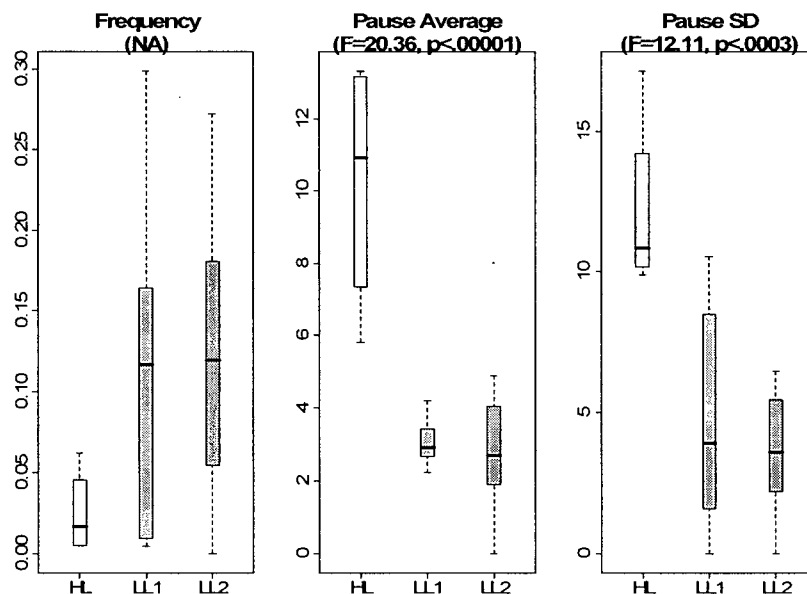 Frequency
(NA)
0.30
0.25
0.20
0.15
0.10
0.05
0.00
HL
LL1
LL2
Pause Average
(F=20.36, p<.00001)
12
10
8
6
4
2
0
HL
LL1
LL2
Pause SD
(F=12.11, p<.0003)
15
10
5
0
HL
LL1
LL2